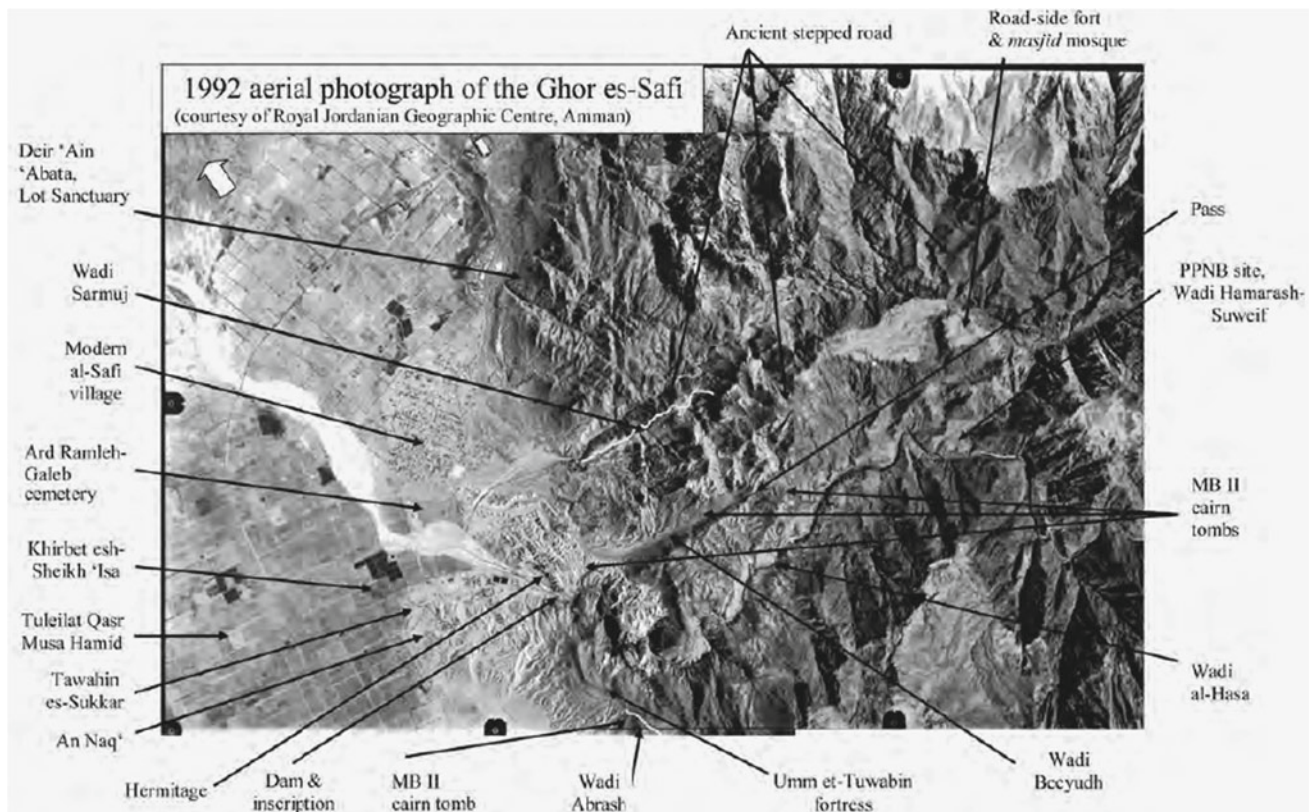 Ancient stepped road
Road-side fort
& masjid mosque
1992 aerial photograph of the Ghor es-Safi
(courtesy of Royal Jordanian Geographic Centre, Amman)
Deir ‘Ain
‘Abata,
Lot Sanctuary
Wadi
Sarmuj
Modern
al-Safi
village
Ard Ramleh-
Galeb
cemetery
Khirbet esh-
Sheikh ‘Isa
Tuleilat Qasr
Musa Hamid
Tawahin
es-Sukkar
An Naq‘
Hermitage
Dam &
inscription
MB II
cairn tomb
Wadi
Abrash
Umm et-Tuwabin
fortress
Wadi
Beeyudh
Wadi
al-Hasa
MB II
cairn
tombs
PPNB site,
Wadi Hamarash-
Suweif
Pass